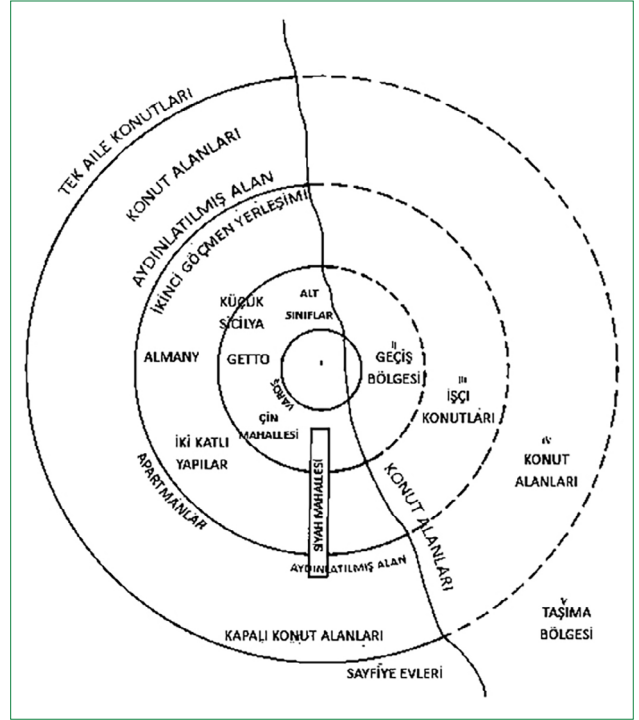 TEK AILE KONUTLARI
KONUT ALANLARI
AYDINLATILMIŞ ALAN
İKİNCİ GÖÇMEN YERLEŞİMİ
KÜÇÜK
SİCİLYA
ALT
SINIFLAR
ALMANY
GETTO
I
II
GEÇİŞ
BÖLGESİ
VAROŞ
III
İŞÇİ
KONUTLARI
ÇİN
MAHALLESİ
İKİ KATLI
YAPILAR
SİYAH MAHALLESİ
IV
KONUT
ALANLARI
APARTMANLAR
KONUT ALANLARI
AYDINLATILMIŞ ALAN
V
TAŞIMA
BÖLGESİ
KAPALI KONUT ALANLARI
SAYFİYE EVLERİ